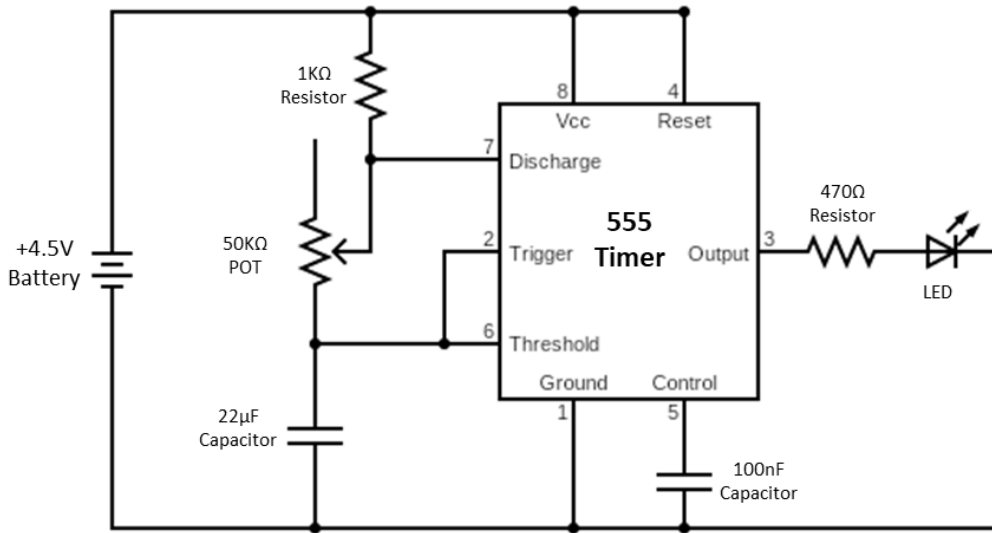 1KΩ
Resistor
8
4
Vcc
Reset
7
Discharge
470Ω
Resistor
555
Timer
+4.5V
Battery
50KΩ
POT
2
Trigger
Output
3
LED
6
Threshold
Ground
Control
22µF
Capacitor
1
5
100nF
Capacitor